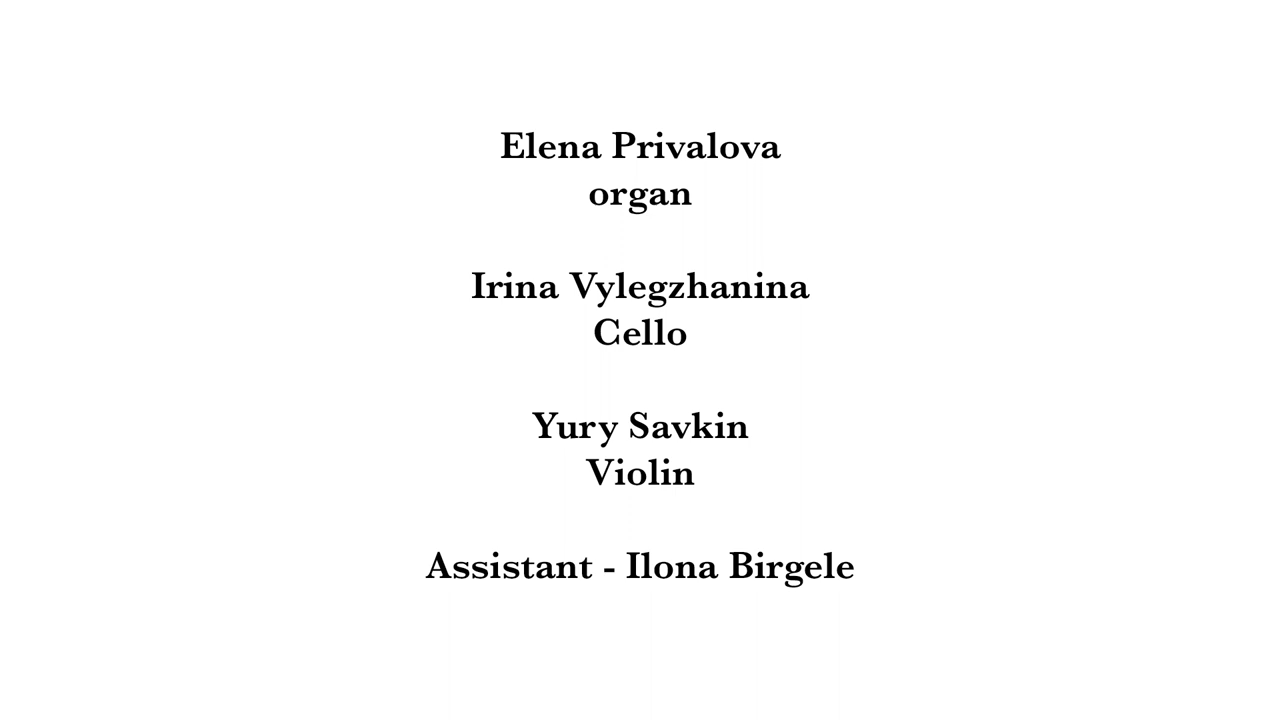 Elena Privalova
organ
Irina Vylegzhanina
Cello
Yury Savkin
Violin
Assistant - Ilona Birgele